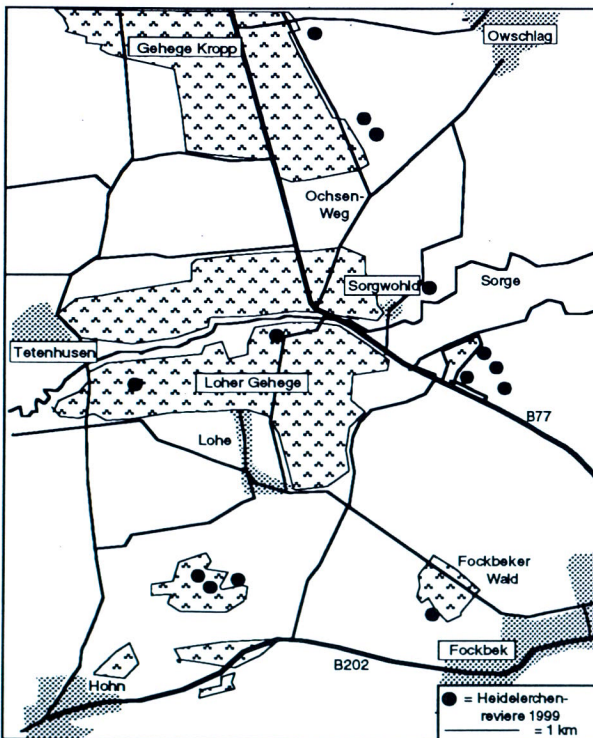 Gehege Kropp
Owschlag
Ochsen-
Weg
Sorgwohld
Sorge
Tetenhusen
Loher Gehege
B77
Lohe
Fockbeker
Wald
Fockbek
B202
Hohn
= Heidelerchen-
reviere 1999
= 1 km